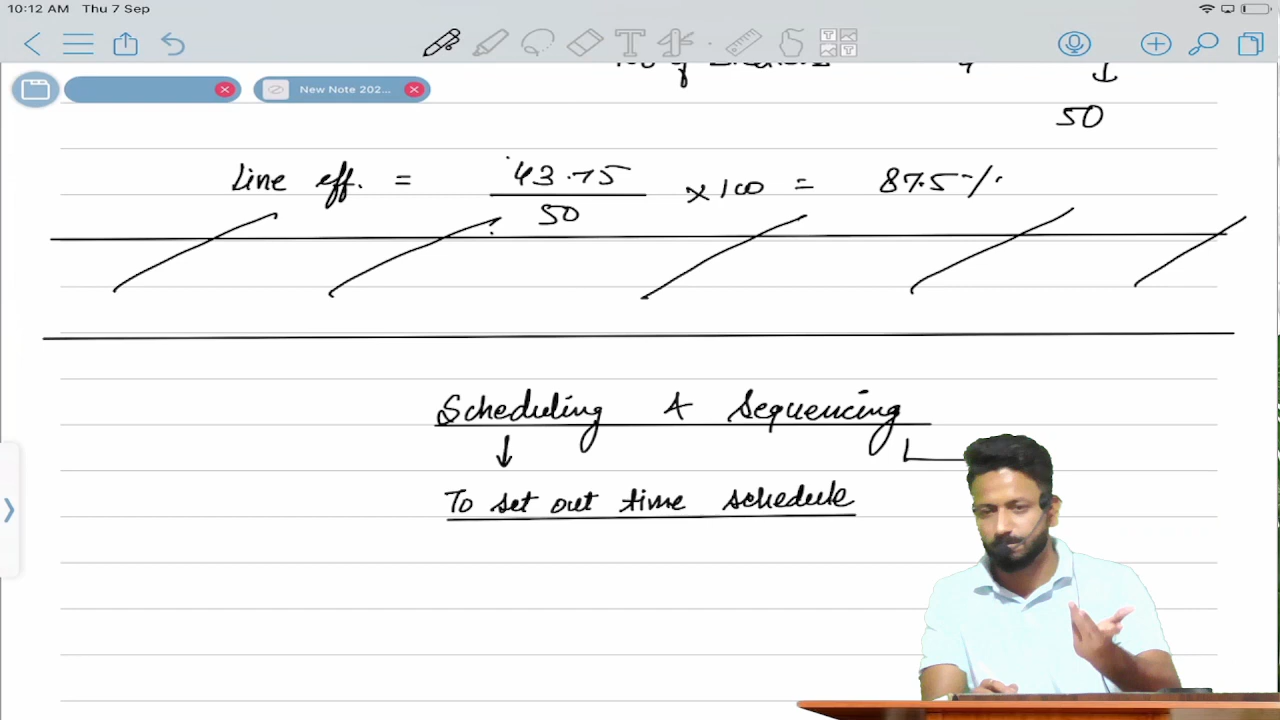 10:12 AM Thu 7 Sep
New Note 202...
50
Line eff. = 43.75 / 50 × 100 = 87.5 %
Scheduling & Sequencing
To set out time schedule